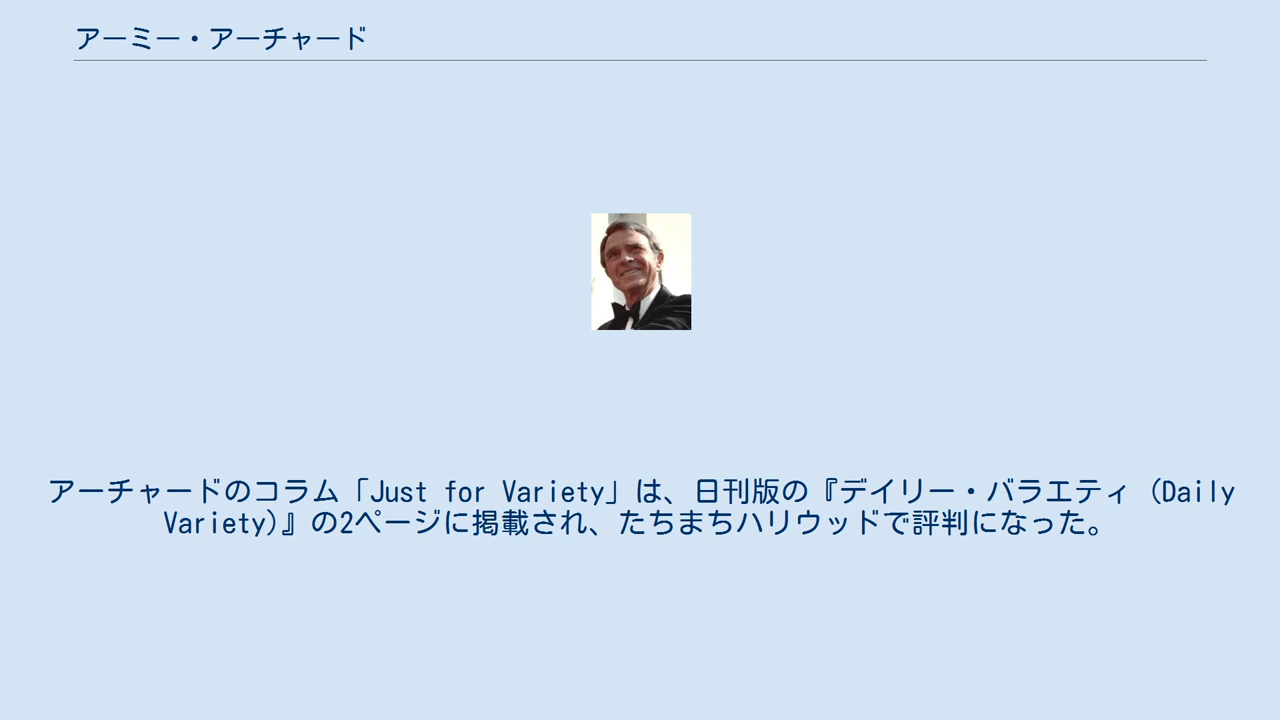 アーミー・アーチャード
アーチャードのコラム「Just for Variety」は、日刊版の『デイリー・バラエティ (Daily
Variety)』の2ページに掲載され、たちまちハリウッドで評判になった。